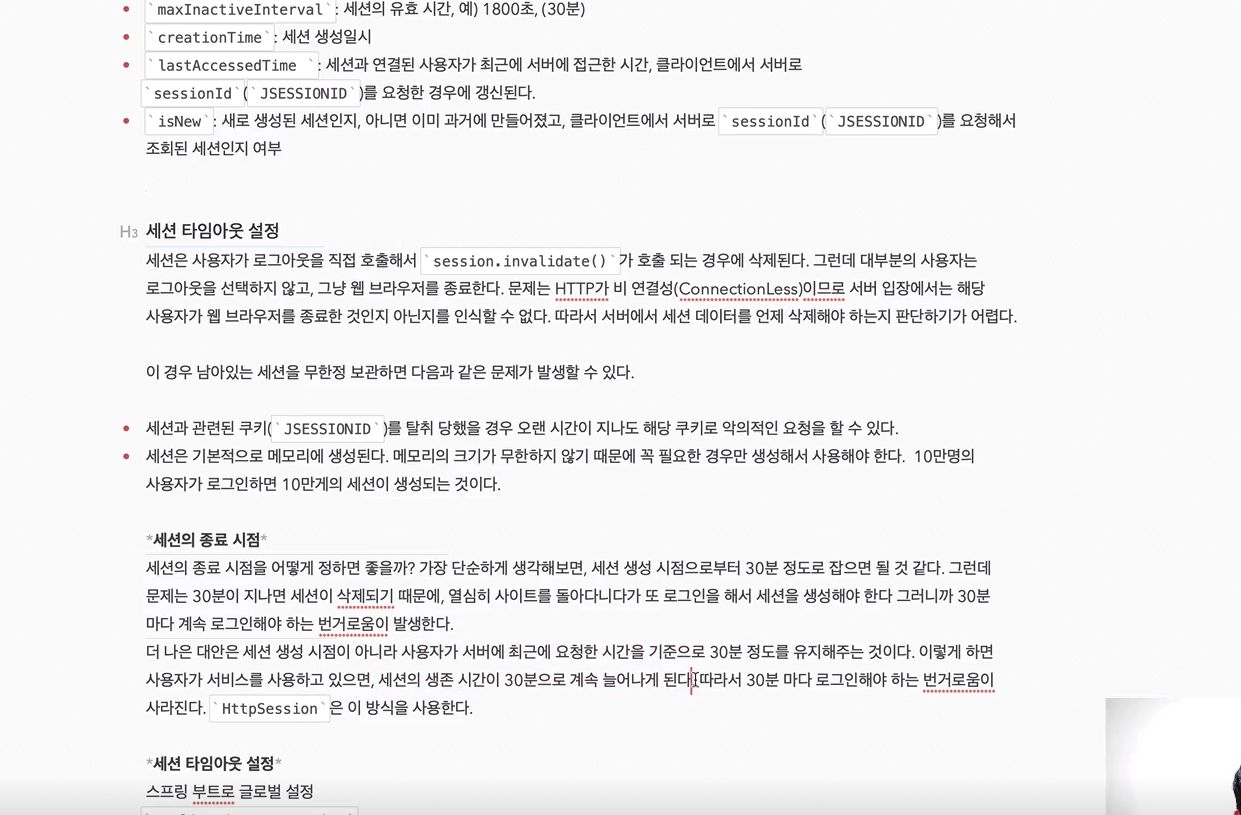 `maxInactiveInterval`: 세션의 유효 시간, 예) 1800초, (30분)
`creationTime`: 세션 생성일시
`lastAccessedTime `: 세션과 연결된 사용자가 최근에 서버에 접근한 시간, 클라이언트에서 서버로
`sessionId`(`JSESSIONID`)를 요청한 경우에 갱신된다.
`isNew`: 새로 생성된 세션인지, 아니면 이미 과거에 만들어졌고, 클라이언트에서 서버로 `sessionId`(`JSESSIONID`)를 요청해서
조회된 세션인지 여부
H3 세션 타임아웃 설정
세션은 사용자가 로그아웃을 직접 호출해서 `session.invalidate()`가 호출 되는 경우에 삭제된다. 그런데 대부분의 사용자는
로그아웃을 선택하지 않고, 그냥 웹 브라우저를 종료한다. 문제는 HTTP가 비 연결성(ConnectionLess)이므로 서버 입장에서는 해당
사용자가 웹 브라우저를 종료한 것인지 아닌지를 인식할 수 없다. 따라서 서버에서 세션 데이터를 언제 삭제해야 하는지 판단하기가 어렵다.
이 경우 남아있는 세션을 무한정 보관하면 다음과 같은 문제가 발생할 수 있다.
세션과 관련된 쿠키(`JSESSIONID`)를 탈취 당했을 경우 오랜 시간이 지나도 해당 쿠키로 악의적인 요청을 할 수 있다.
세션은 기본적으로 메모리에 생성된다. 메모리의 크기가 무한하지 않기 때문에 꼭 필요한 경우만 생성해서 사용해야 한다. 10만명의
사용자가 로그인하면 10만게의 세션이 생성되는 것이다.
*세션의 종료 시점*
세션의 종료 시점을 어떻게 정하면 좋을까? 가장 단순하게 생각해보면, 세션 생성 시점으로부터 30분 정도로 잡으면 될 것 같다. 그런데
문제는 30분이 지나면 세션이 삭제되기 때문에, 열심히 사이트를 돌아다니다가 또 로그인을 해서 세션을 생성해야 한다 그러니까 30분
마다 계속 로그인해야 하는 번거로움이 발생한다.
더 나은 대안은 세션 생성 시점이 아니라 사용자가 서버에 최근에 요청한 시간을 기준으로 30분 정도를 유지해주는 것이다. 이렇게 하면
사용자가 서비스를 사용하고 있으면, 세션의 생존 시간이 30분으로 계속 늘어나게 된다. 따라서 30분 마다 로그인해야 하는 번거로움이
사라진다. `HttpSession`은 이 방식을 사용한다.
*세션 타임아웃 설정*
스프링 부트로 글로벌 설정